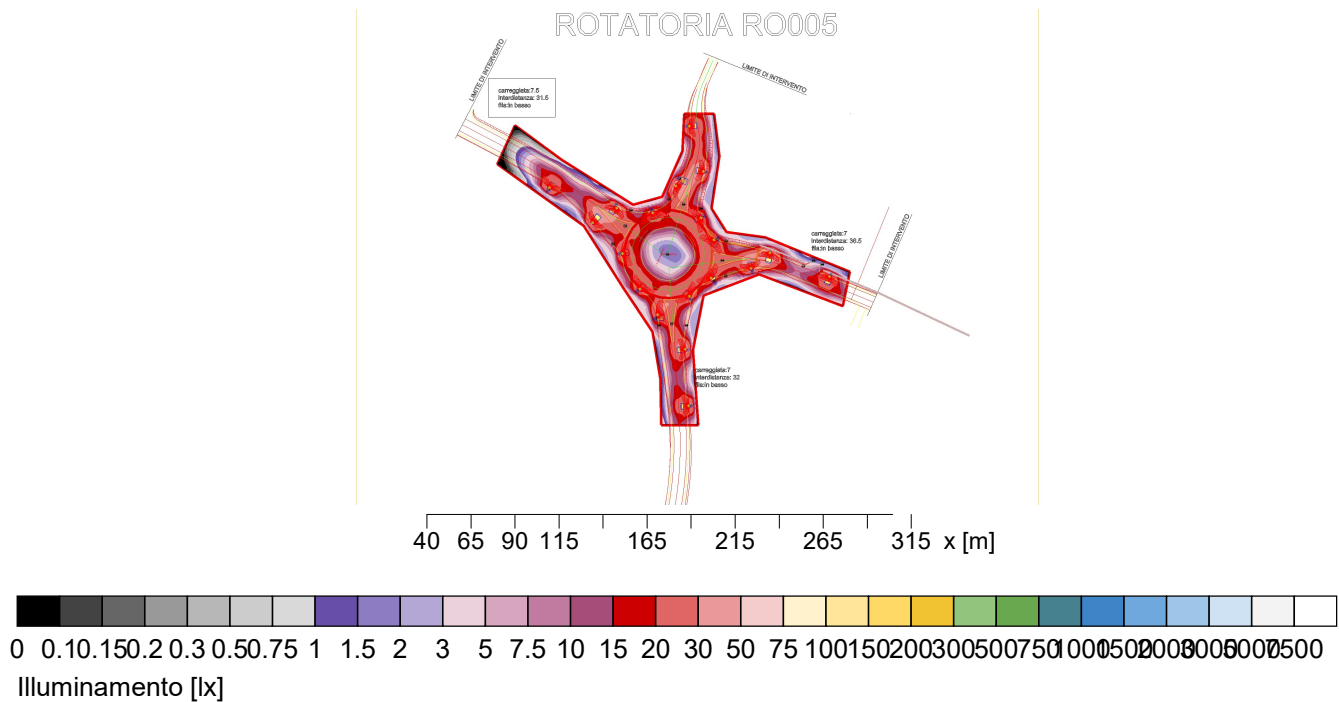 ROTATORIA RO005
LIMITE DI INTERVENTO
LIMITE DI INTERVENTO
carreggiata:7.5
Interdistanza: 31.5
fila:in basso
carreggiata:7
Interdistanza: 36.5
fila:in basso
LIMITE DI INTERVENTO
carreggiata:7
Interdistanza: 32
fila:in basso
40 65 90 115 165 215 265 315 x [m]
0 0.1 0.15 0.2 0.3 0.5 0.75 1 1.5 2 3 5 7.5 10 15 20 30 50 75 100 150 200 300 500 750 1000 1500 2000 3000 5000 7500
Illuminamento [lx]